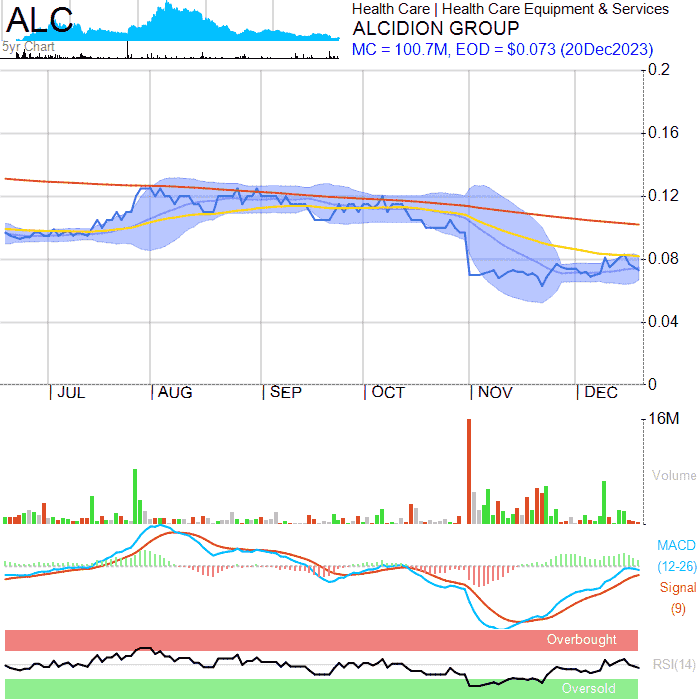 ALC
5yr Chart
Health Care | Health Care Equipment & Services
ALCIDION GROUP
MC = 100.7M, EOD = $0.073 (20Dec2023)
0.2
0.16
0.12
0.08
0.04
0
JUL AUG SEP OCT NOV DEC
16M
Volume
MACD
(12-26)
Signal
(9)
Overbought
RSI(14)
Oversold